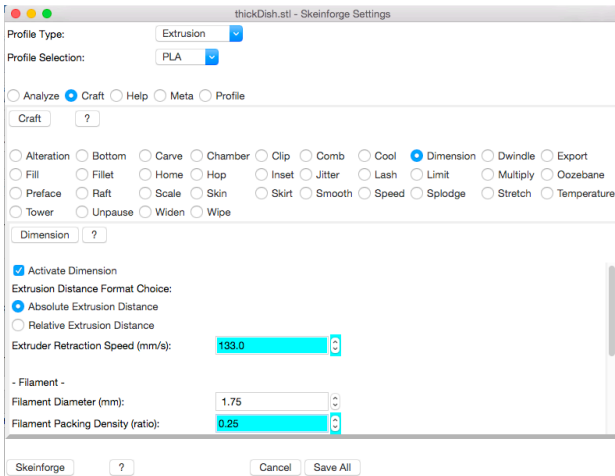 thickDish.stl - Skeinforge Settings
Profile Type: Extrusion
Profile Selection: PLA
Analyze Craft Help Meta Profile
Craft ?
Alteration Bottom Carve Chamber Clip Comb Cool Dimension Dwindle Export
Fill Fillet Home Hop Inset Jitter Lash Limit Multiply Oozebane
Preface Raft Scale Skin Skirt Smooth Speed Splodge Stretch Temperature
Tower Unpause Widen Wipe
Dimension ?
Activate Dimension
Extrusion Distance Format Choice:
Absolute Extrusion Distance
Relative Extrusion Distance
Extruder Retraction Speed (mm/s): 133.0
- Filament -
Filament Diameter (mm): 1.75
Filament Packing Density (ratio): 0.25
Skeinforge ? Cancel Save All